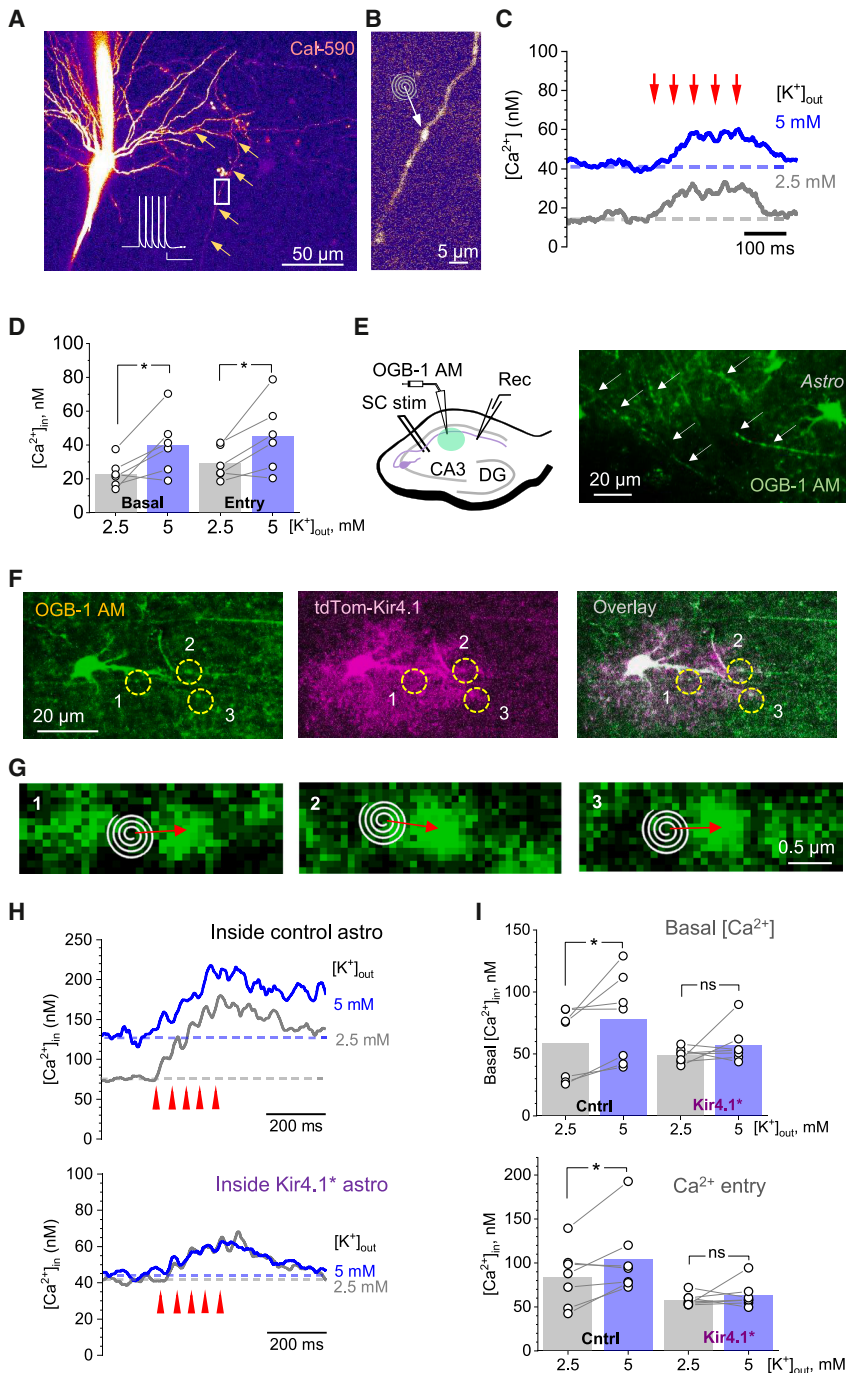 A
Cal-590
50 µm
B
5 µm
C
[Ca²⁺] (nM)
100
80
60
40
20
0
[K⁺]out
5 mM
2.5 mM
100 ms
D
[Ca²⁺]in, nM
100
80
60
40
20
0
*
*
Basal
Entry
2.5 5 2.5 5
[K⁺]out, mM
E
OGB-1 AM
SC stim
Rec
CA3
DG
Astro
20 µm
OGB-1 AM
F
OGB-1 AM
1
2
3
20 µm
tdTom-Kir4.1
1
2
3
Overlay
1
2
3
G
1
2
3
0.5 µm
H
Inside control astro
[Ca²⁺]in (nM)
250
200
150
100
50
0
[K⁺]out
5 mM
2.5 mM
200 ms
Inside Kir4.1* astro
[Ca²⁺]in (nM)
100
80
60
40
20
0
[K⁺]out
5 mM
2.5 mM
200 ms
I
Basal [Ca²⁺]
Basal [Ca²⁺]in, nM
150
100
50
0
*
ns
Cntrl
Kir4.1*
2.5 5 2.5 5
[K⁺]out, mM
Ca²⁺ entry
[Ca²⁺]in, nM
200
150
100
50
0
*
ns
Cntrl
Kir4.1*
2.5 5 2.5 5
[K⁺]out, mM